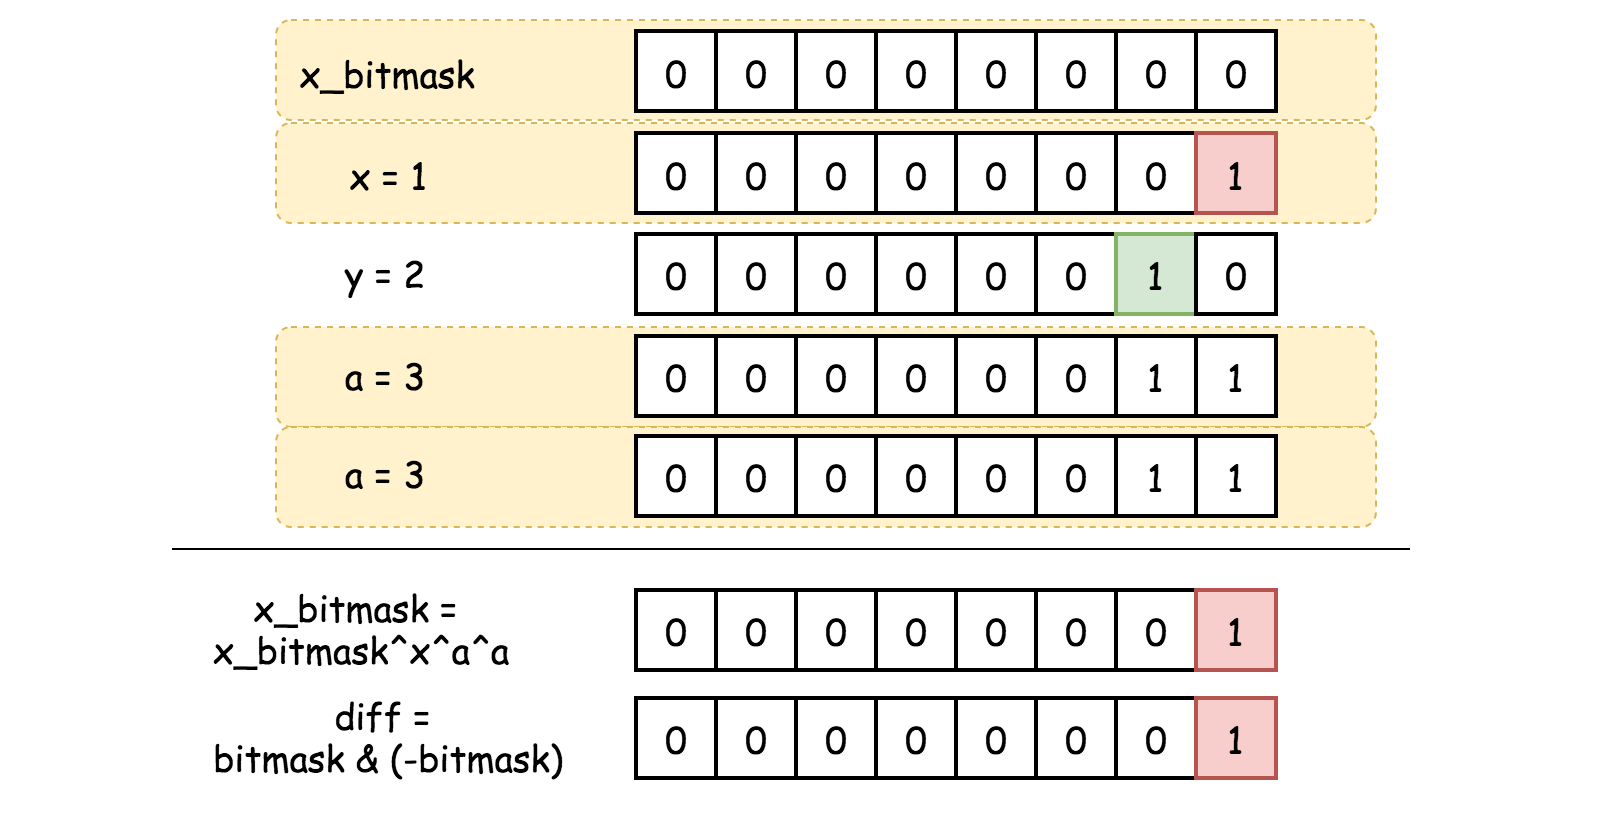 x_bitmask 0 0 0 0 0 0 0 0
x = 1 0 0 0 0 0 0 0 1
y = 2 0 0 0 0 0 0 1 0
a = 3 0 0 0 0 0 0 1 1
a = 3 0 0 0 0 0 0 1 1
x_bitmask =
x_bitmask^x^a^a 0 0 0 0 0 0 0 1
diff =
bitmask & (-bitmask) 0 0 0 0 0 0 0 1